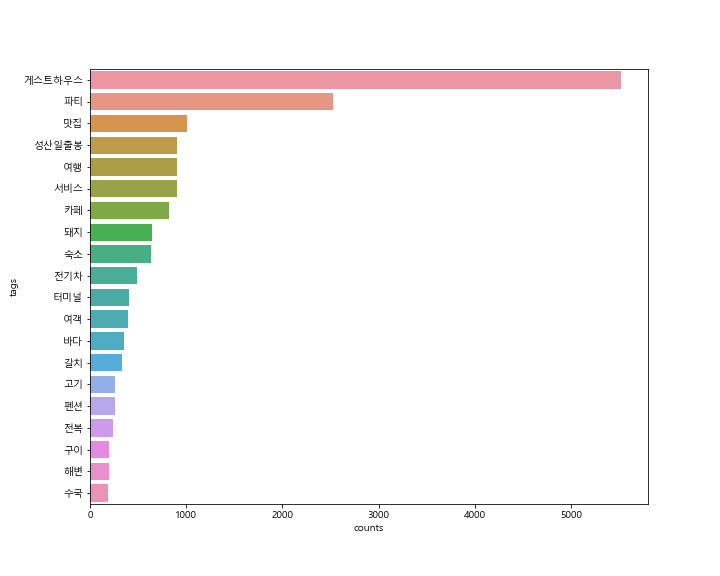 게스트하우스
파티
맛집
성산일출봉
여행
서비스
카페
돼지
숙소
전기차
터미널
여객
바다
갈치
고기
펜션
전복
구이
해변
수국
tags
0 1000 2000 3000 4000 5000
counts